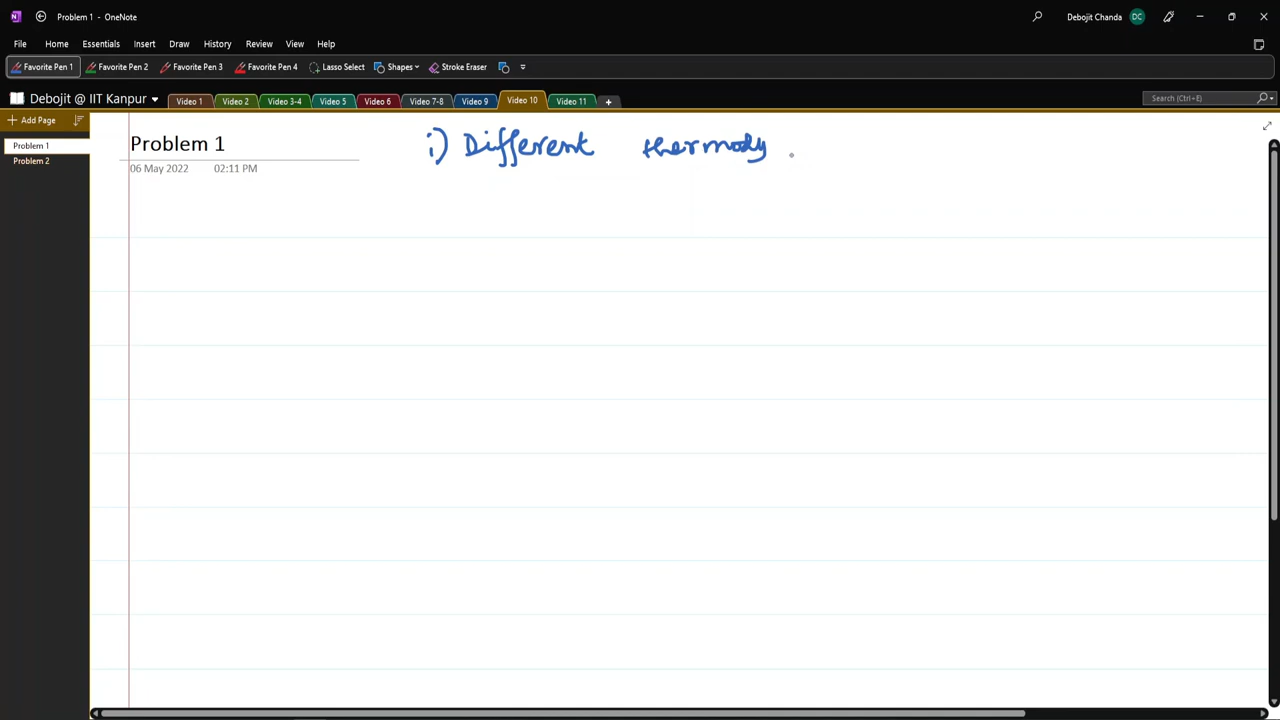 Problem 1 - OneNote
Debojit Chanda DC
File Home Essentials Insert Draw History Review View Help
Favorite Pen 1 Favorite Pen 2 Favorite Pen 3 Favorite Pen 4 Lasso Select Shapes Stroke Eraser
Debojit @ IIT Kanpur Video 1 Video 2 Video 3-4 Video 5 Video 6 Video 7-8 Video 9 Video 10 Video 11 + Search (Ctrl+E)
+ Add Page
Problem 1
Problem 2
Problem 1
06 May 2022 02:11 PM
i) Different thermody